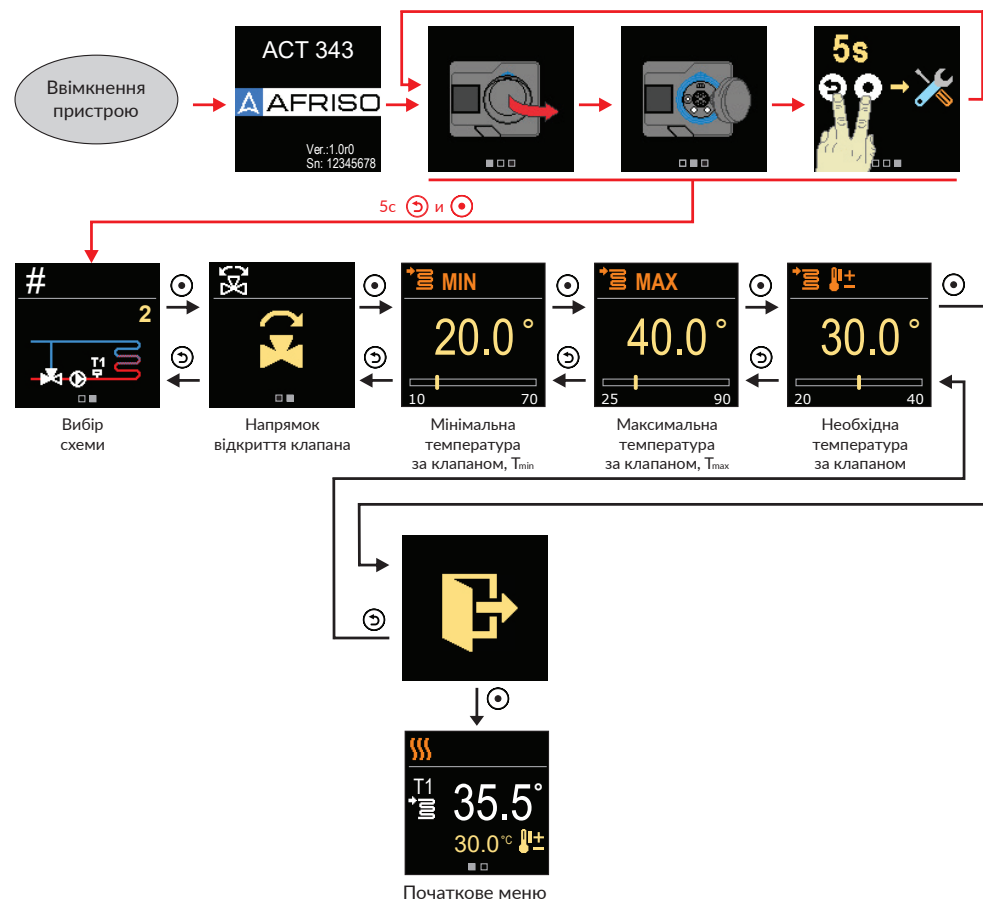 Ввімкнення
пристрою
ACT 343
AFRISO
Ver.:1.0r0
Sn: 12345678
5s
5с и
#
2
T1
Вибір
схеми
Напрямок
відкриття клапана
MIN
20.0°
10 70
Мінімальна
температура
за клапаном, Tmin
MAX
40.0°
25 90
Максимальна
температура
за клапаном, Tmax
30.0°
20 40
Необхідна
температура
за клапаном
T1
35.5°
30.0°C
Початкове меню